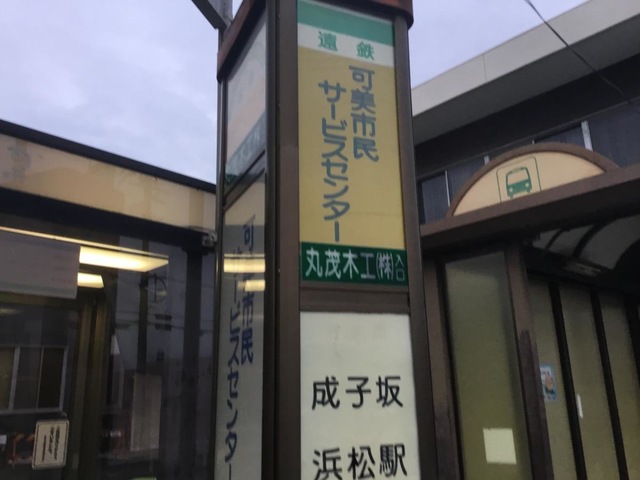 遠鉄
可美市民
サービスセンター
丸茂木工㈱入口
成子坂
浜松駅
可美市民
サービスセンター